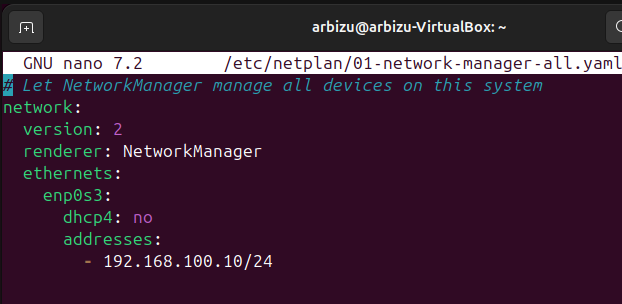 arbizu@arbizu-VirtualBox: ~
GNU nano 7.2 /etc/netplan/01-network-manager-all.yaml
# Let NetworkManager manage all devices on this system
network:
  version: 2
  renderer: NetworkManager
  ethernets:
    enp0s3:
      dhcp4: no
      addresses:
        - 192.168.100.10/24